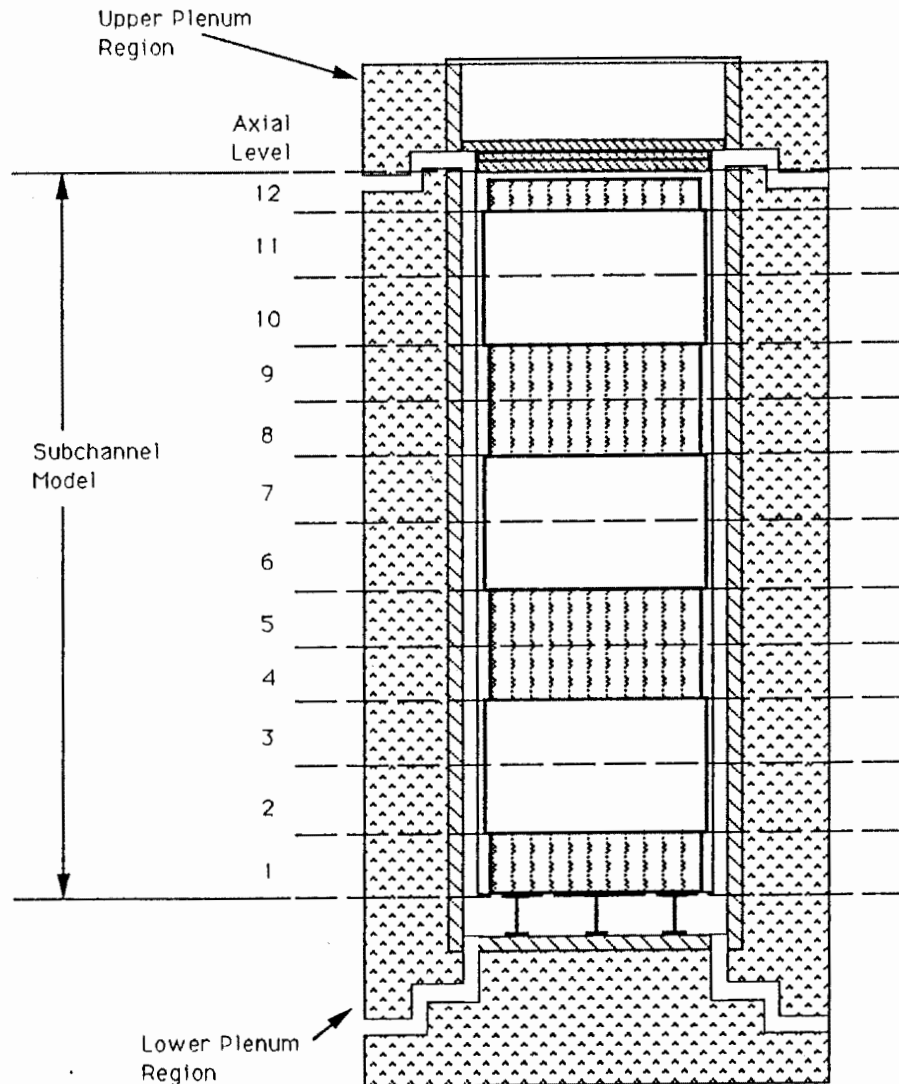 Upper Plenum
Region
Axial
Level
12
11
10
9
8
Subchannel
Model
7
6
5
4
3
2
1
Lower Plenum
Region